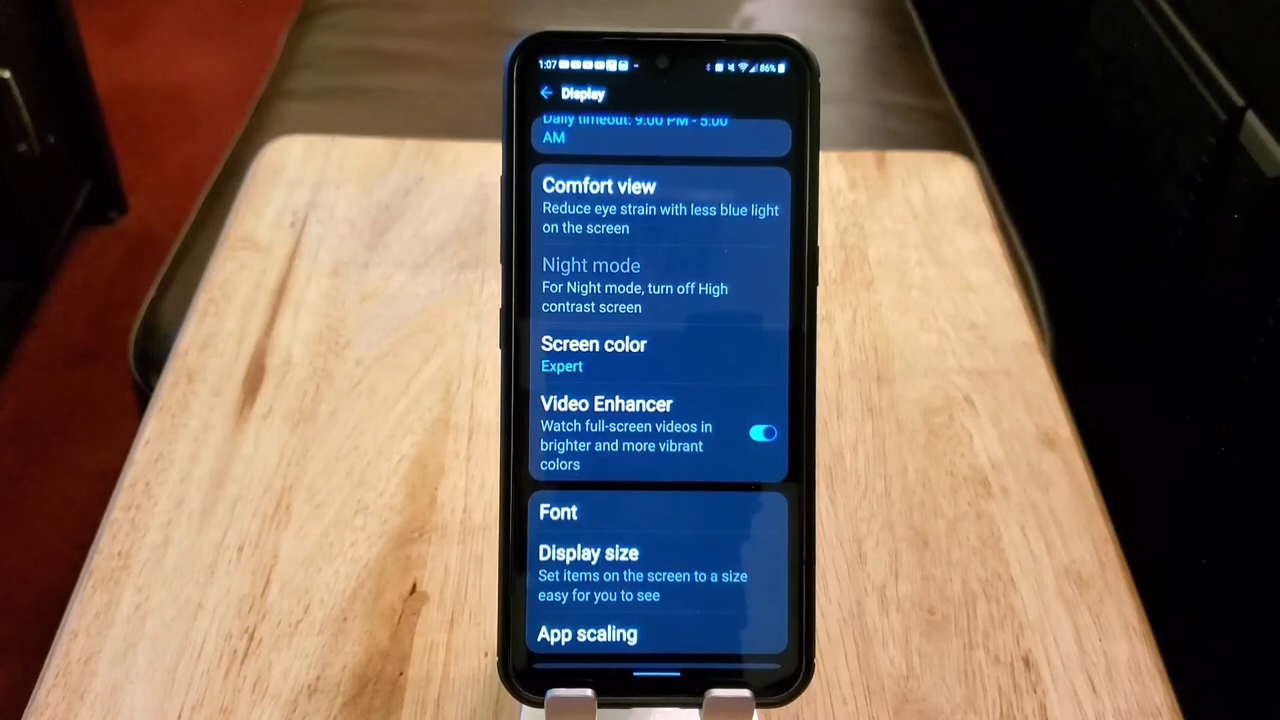 1:07
86%
Display
Daily timeout: 9:00 PM - 5:00
AM
Comfort view
Reduce eye strain with less blue light
on the screen
Night mode
For Night mode, turn off High
contrast screen
Screen color
Expert
Video Enhancer
Watch full-screen videos in
brighter and more vibrant
colors
Font
Display size
Set items on the screen to a size
easy for you to see
App scaling